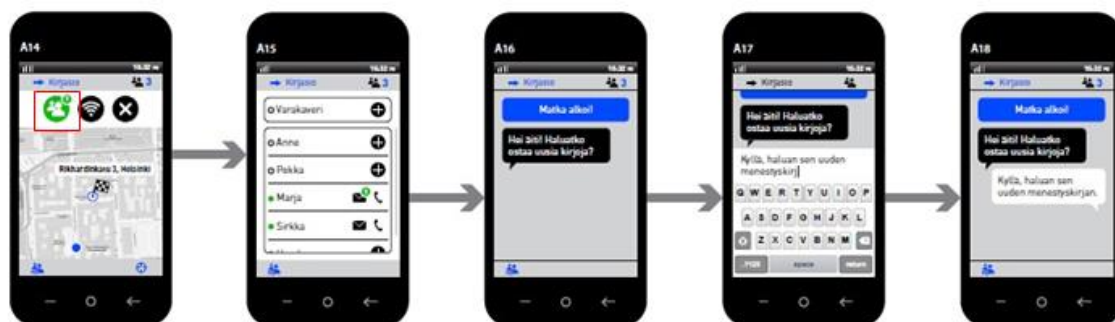 A14
Kirjasto
3
Rikhardinkatu 3, Helsinki
A15
Kirjasto
3
Varakaveri
Anne
Pekka
Marja
Sirkka
A16
Kirjasto
3
Matka alkoi!
Hei äiti! Haluatko
ostaa uusia kirjoja?
A17
Kirjasto
Hei äiti! Haluatko
ostaa uusia kirjoja?
Kyllä, haluan sen uuden
menestyskirj
Q W E R T Y U I O P
A S D F G H J K L
Z X C V B N M
.?123 space return
A18
Kirjasto
3
Matka alkoi!
Hei äiti! Haluatko
ostaa uusia kirjoja?
Kyllä, haluan sen
uuden menestyskirjan.